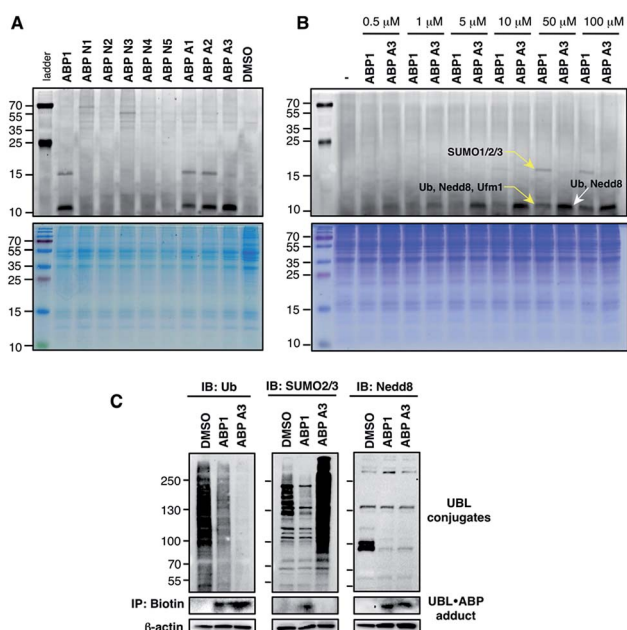 A
ladder
ABP1
ABP N1
ABP N2
ABP N3
ABP N4
ABP N5
ABP A1
ABP A2
ABP A3
DMSO
70
55
35
25
15
10
70
55
35
25
15
10
B
0.5 µM
1 µM
5 µM
10 µM
50 µM
100 µM
-
ABP1
ABP A3
ABP1
ABP A3
ABP1
ABP A3
ABP1
ABP A3
ABP1
ABP A3
ABP1
ABP A3
70
55
35
25
15
10
SUMO1/2/3
Ub, Nedd8, Ufm1
Ub, Nedd8
70
55
35
25
15
10
C
IB: Ub
IB: SUMO2/3
IB: Nedd8
DMSO
ABP1
ABP A3
DMSO
ABP1
ABP A3
DMSO
ABP1
ABP A3
250
130
100
70
55
UBL
conjugates
IP: Biotin
UBL•ABP
adduct
β-actin